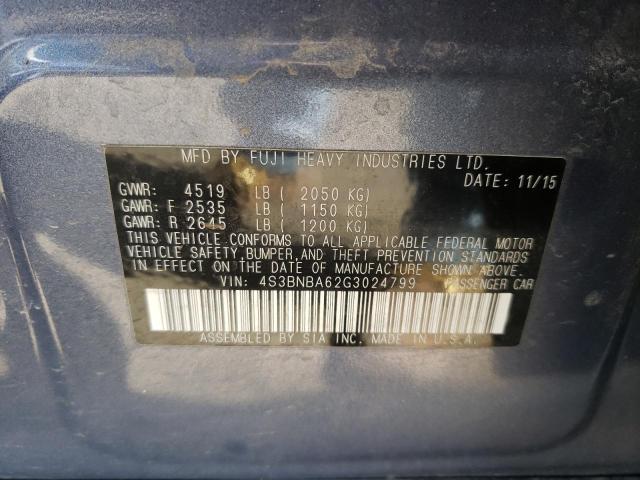 MFD BY FUJI HEAVY INDUSTRIES LTD.
DATE: 11/15
GVWR: 4519 LB ( 2050 KG)
GAWR: F 2535 LB ( 1150 KG)
GAWR: R 2645 LB ( 1200 KG)
THIS VEHICLE CONFORMS TO ALL APPLICABLE FEDERAL MOTOR
VEHICLE SAFETY, BUMPER, AND THEFT PREVENTION STANDARDS
IN EFFECT ON THE DATE OF MANUFACTURE SHOWN ABOVE.
VIN: 4S3BNBA62G3024799 PASSENGER CAR
ASSEMBLED BY SIA INC. MADE IN U.S.A.